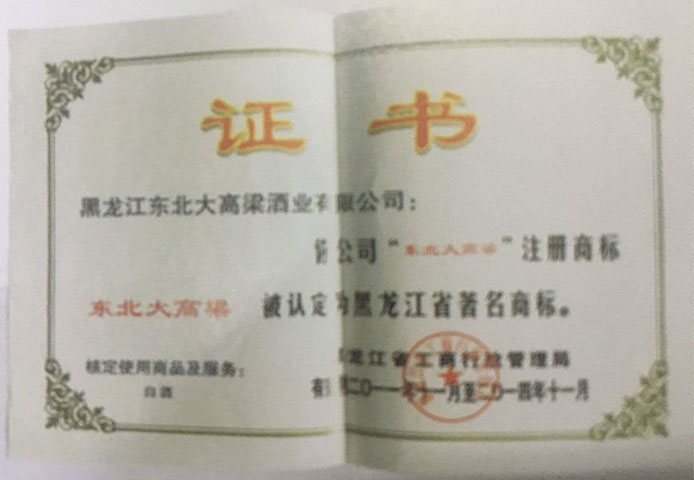 证书
黑龙江东北大高粱酒业有限公司：
公司“东北大高粱”注册商标
东北大高粱 被认定为黑龙江省著名商标。
核定使用商品及服务：
白酒
龙江省工商行政管理局
有 二〇一一年十一月至二〇一四年十一月